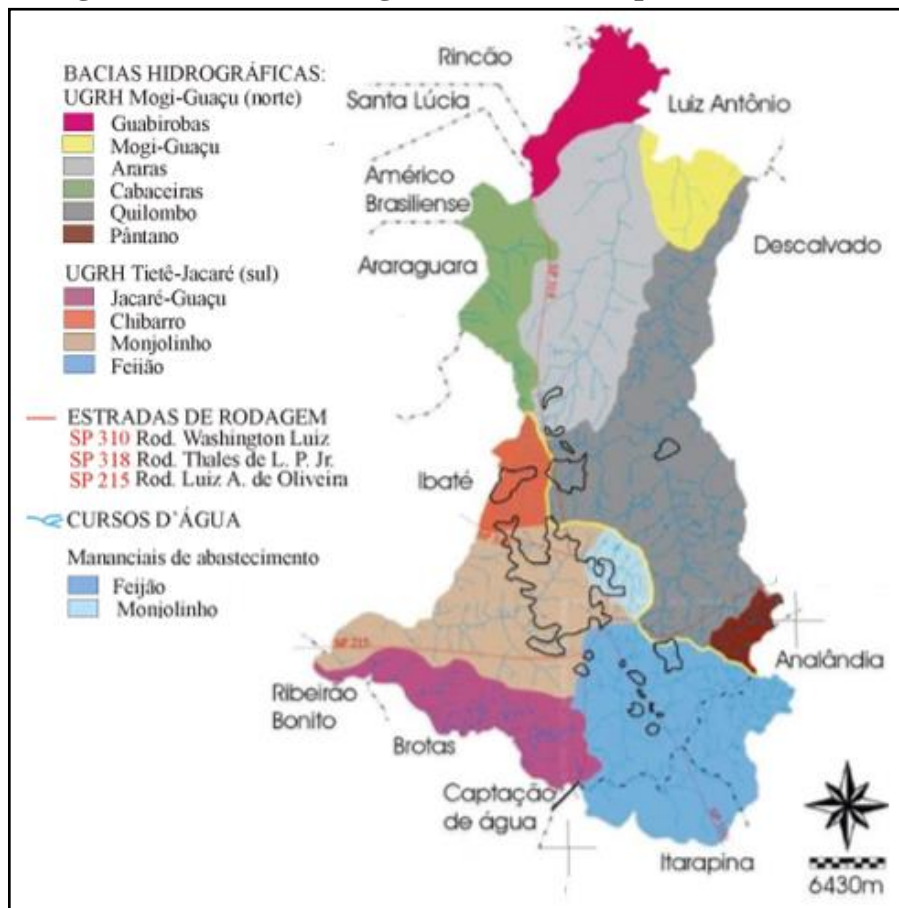 BACIAS HIDROGRÁFICAS:
UGRH Mogi-Guaçu (norte)
Guabirobas
Mogi-Guaçu
Araras
Cabaceiras
Quilombo
Pântano
UGRH Tietê-Jacaré (sul)
Jacaré-Guaçu
Chibarro
Monjolinho
Feijão
ESTRADAS DE RODAGEM
SP 310 Rod. Washington Luiz
SP 318 Rod. Thales de L. P. Jr.
SP 215 Rod. Luiz A. de Oliveira
CURSOS D'ÁGUA
Mananciais de abastecimento
Feijão
Monjolinho
Rincão
Santa Lúcia
Luiz Antônio
Américo
Brasiliense
Descalvado
Araraguara
SP 318
Ibaté
SP 215
Analândia
Ribeirão
Bonito
Brotas
Captação
de água
Itarapina
6430m